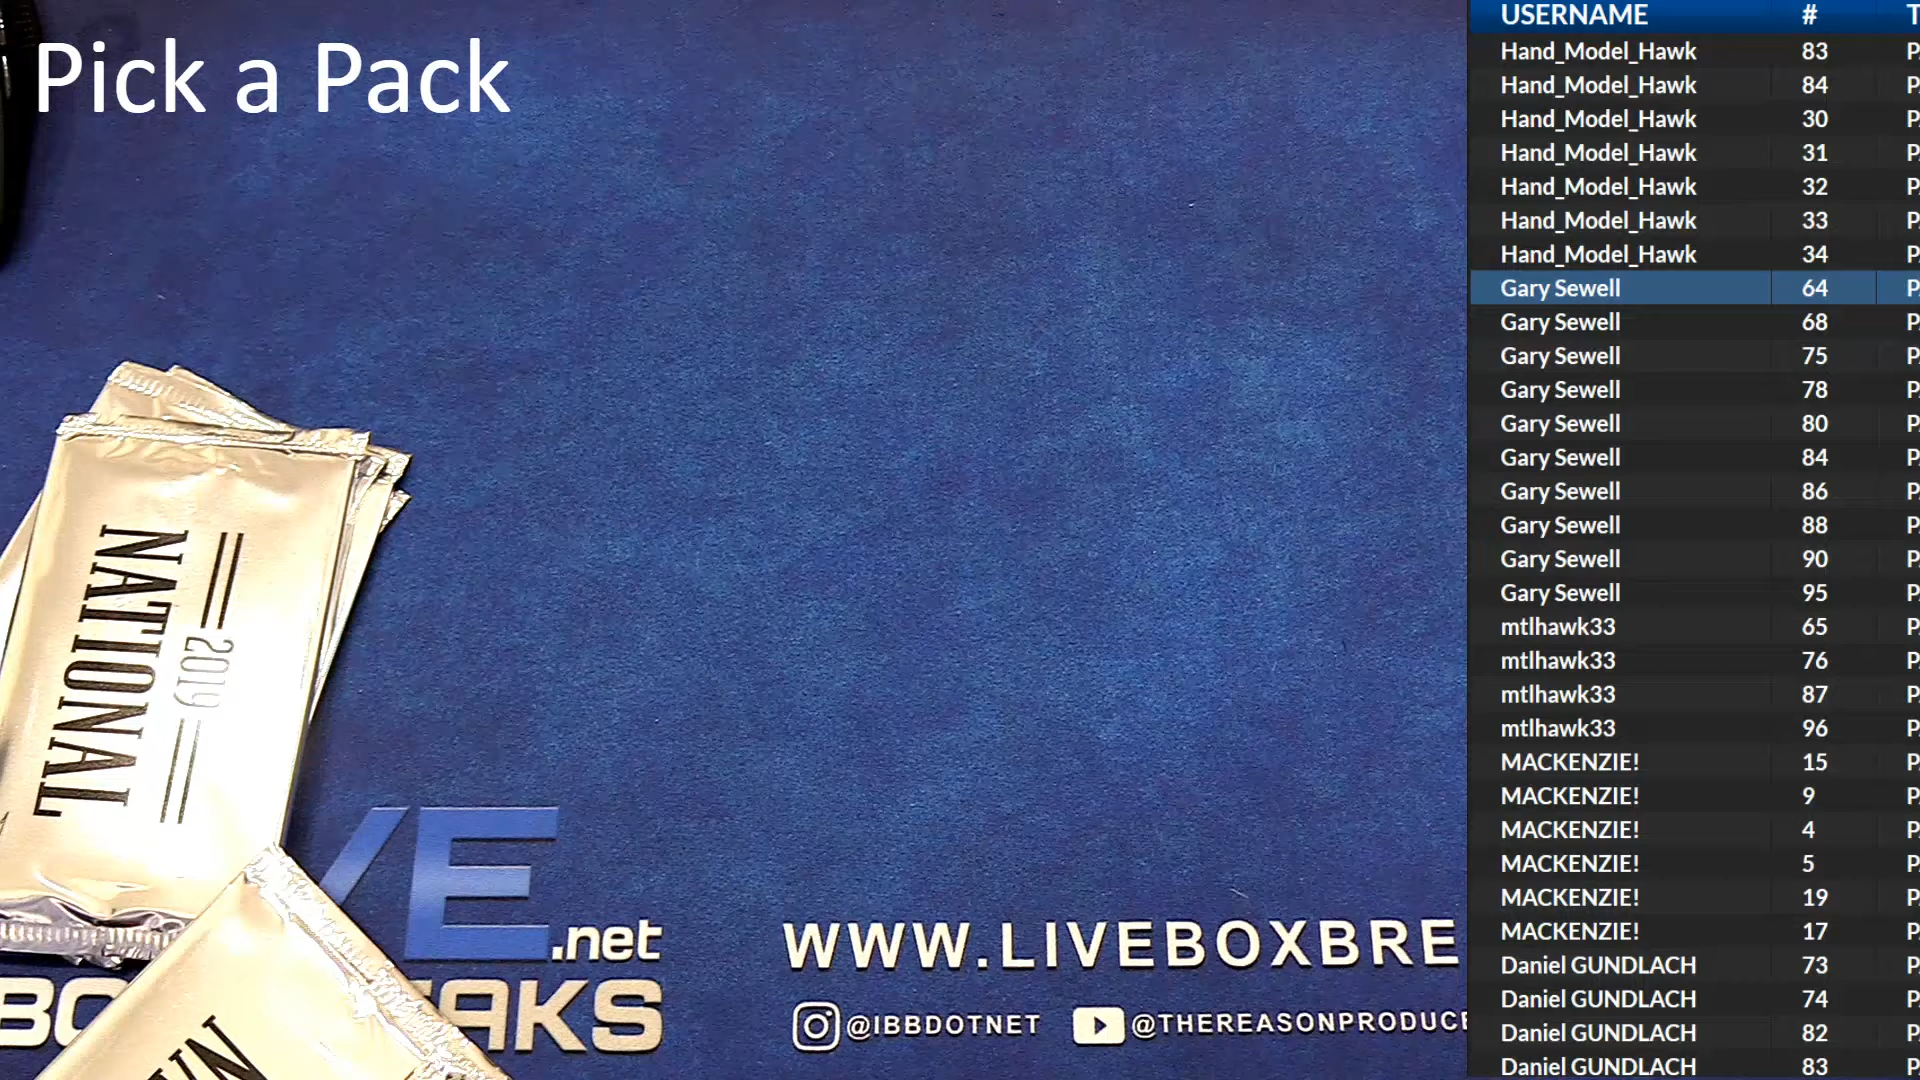 Pick a Pack
NATIONAL
2019
.net
WWW.LIVEBOXBRE
@IBBDOTNET
@THEREASONPRODUCE
USERNAME #
Hand_Model_Hawk 83
Hand_Model_Hawk 84
Hand_Model_Hawk 30
Hand_Model_Hawk 31
Hand_Model_Hawk 32
Hand_Model_Hawk 33
Hand_Model_Hawk 34
Gary Sewell 64
Gary Sewell 68
Gary Sewell 75
Gary Sewell 78
Gary Sewell 80
Gary Sewell 84
Gary Sewell 86
Gary Sewell 88
Gary Sewell 90
Gary Sewell 95
mtlhawk33 65
mtlhawk33 76
mtlhawk33 87
mtlhawk33 96
MACKENZIE! 15
MACKENZIE! 9
MACKENZIE! 4
MACKENZIE! 5
MACKENZIE! 19
MACKENZIE! 17
Daniel GUNDLACH 73
Daniel GUNDLACH 74
Daniel GUNDLACH 82
Daniel GUNDLACH 83